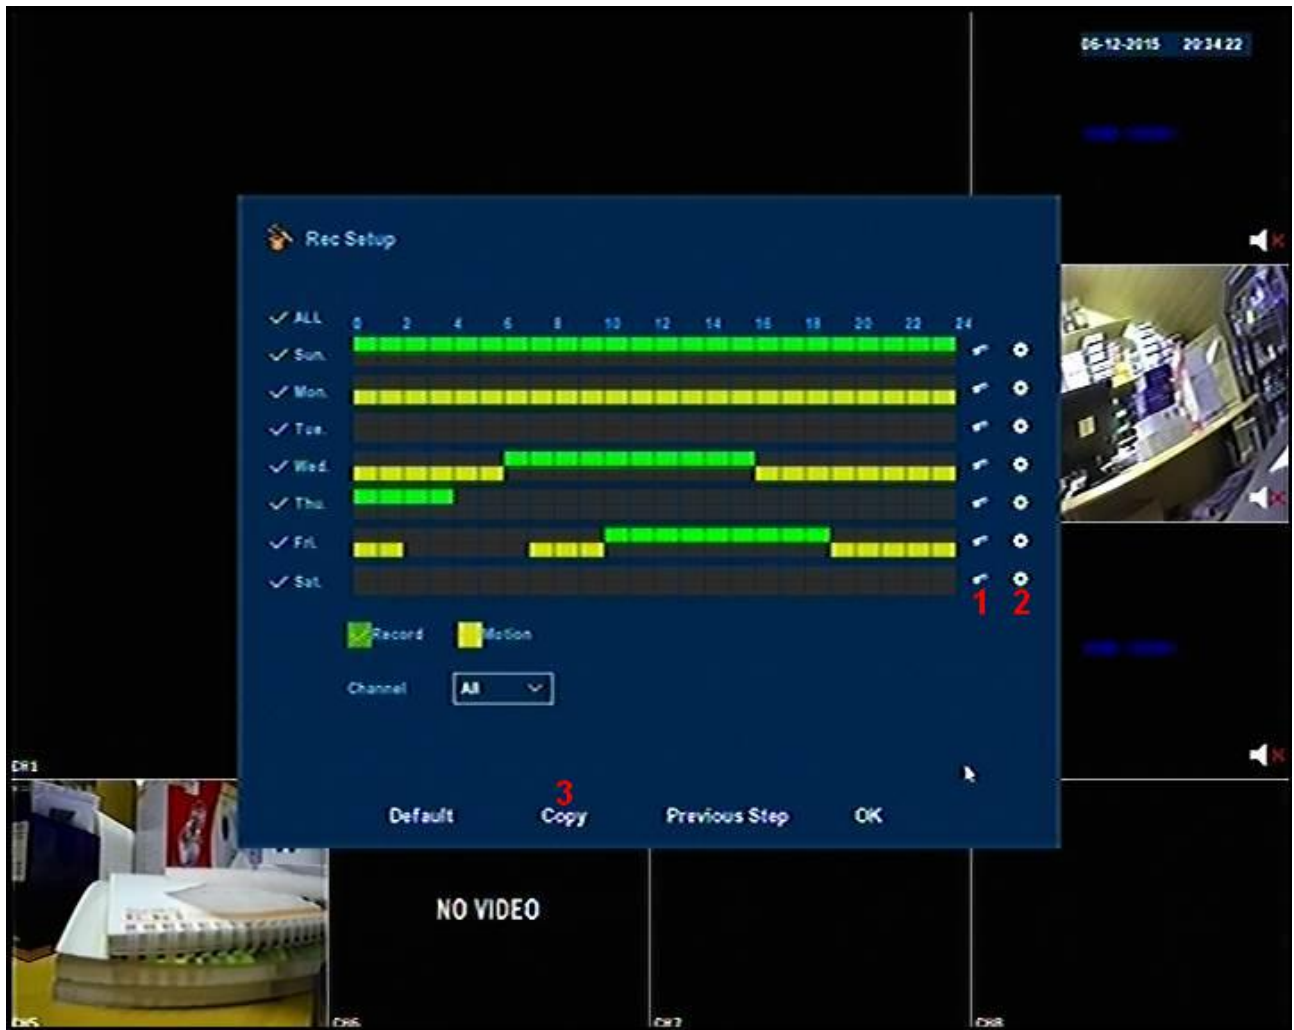 06-12-2015 20:34:22
Rec Setup
ALL 0 2 4 6 8 10 12 14 16 18 20 22 24
Sun.
Mon.
Tue.
Wed.
Thu.
Fri.
Sat.
1 2
Record Motion
Channel All
CH1
3
Default Copy Previous Step OK
NO VIDEO
CH5 CH6 CH7 CH8